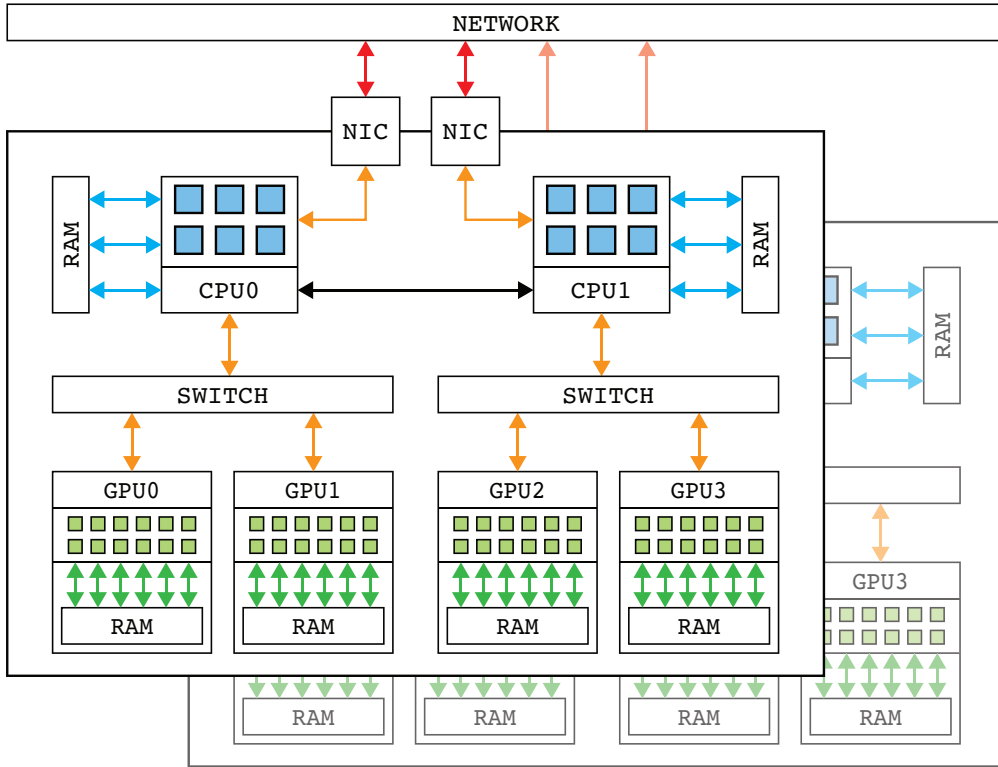 NETWORK
NIC
NIC
RAM
RAM
CPU0
CPU1
RAM
SWITCH
SWITCH
GPU0
GPU1
GPU2
GPU3
GPU3
RAM
RAM
RAM
RAM
RAM
RAM
RAM
RAM